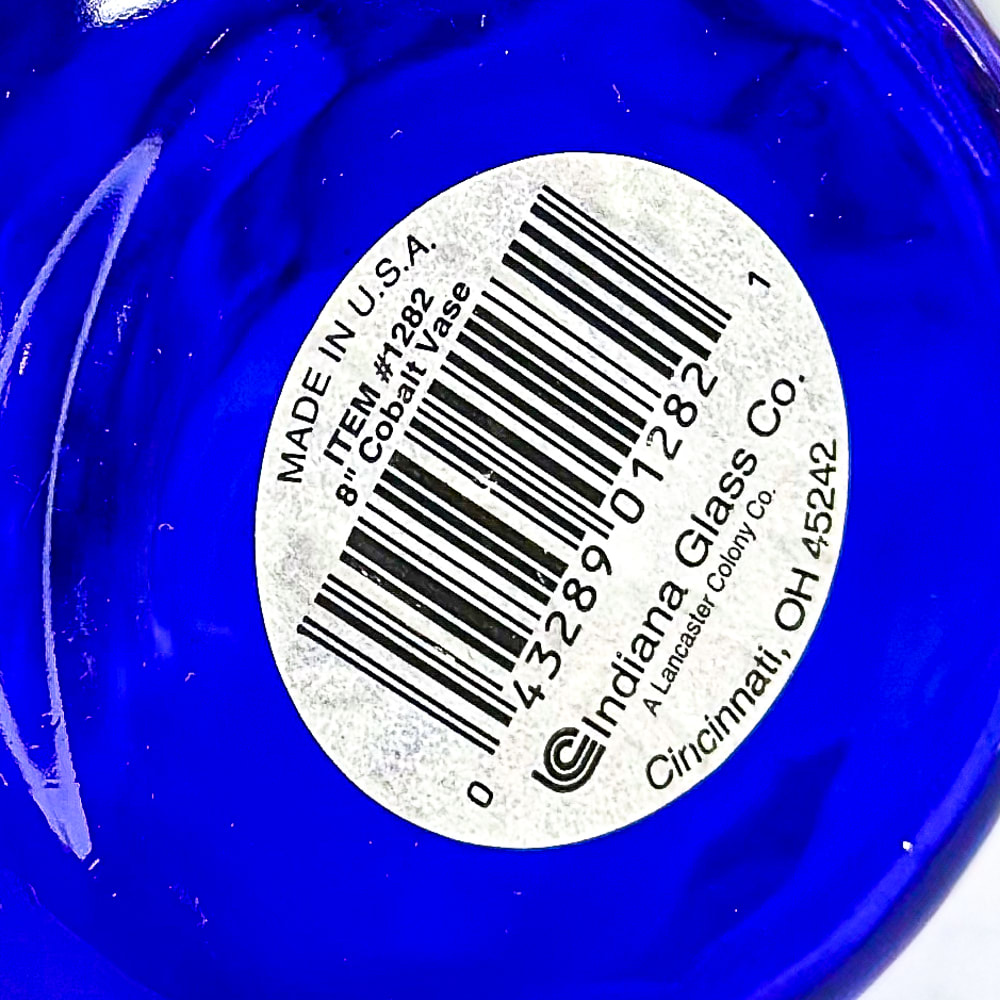 MADE IN U.S.A.
ITEM #1282
8" Cobalt Vase
0 43289 01282 1
Indiana Glass Co.
A Lancaster Colony Co.
Cincinnati, OH 45242